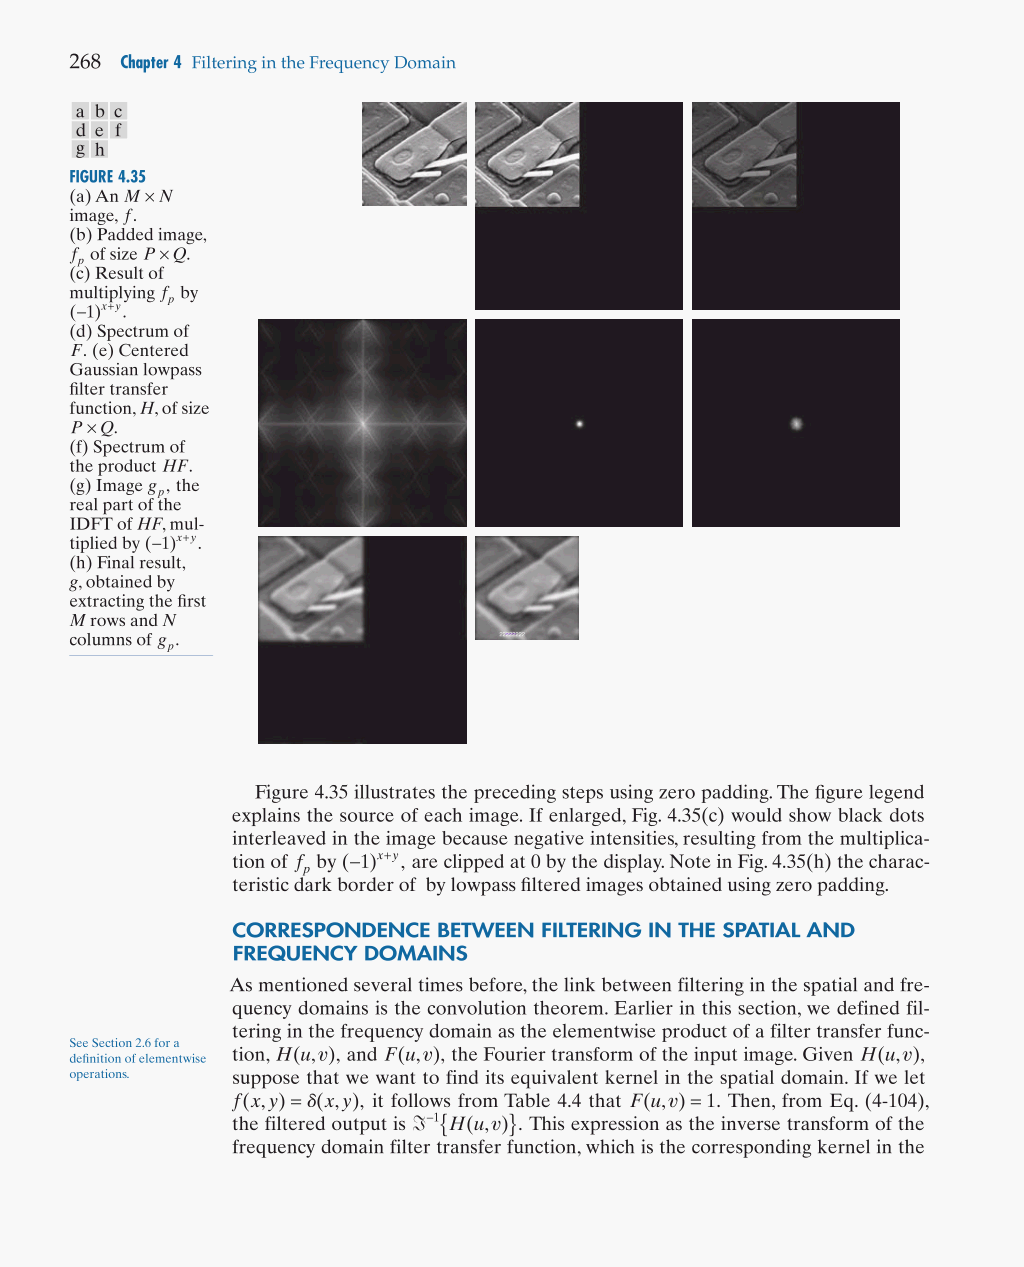 268 Chapter 4 Filtering in the Frequency Domain
a b c
d e f
g h
FIGURE 4.35
(a) An M × N
image, f.
(b) Padded image,
f_p of size P × Q.
(c) Result of
multiplying f_p by
(−1)^{x+y}.
(d) Spectrum of
F. (e) Centered
Gaussian lowpass
filter transfer
function, H, of size
P × Q.
(f) Spectrum of
the product HF.
(g) Image g_p, the
real part of the
IDFT of HF, mul-
tiplied by (−1)^{x+y}.
(h) Final result,
g, obtained by
extracting the first
M rows and N
columns of g_p.
Figure 4.35 illustrates the preceding steps using zero padding. The figure legend
explains the source of each image. If enlarged, Fig. 4.35(c) would show black dots
interleaved in the image because negative intensities, resulting from the multiplica-
tion of f_p by (−1)^{x+y}, are clipped at 0 by the display. Note in Fig. 4.35(h) the charac-
teristic dark border of by lowpass filtered images obtained using zero padding.
CORRESPONDENCE BETWEEN FILTERING IN THE SPATIAL AND
FREQUENCY DOMAINS
As mentioned several times before, the link between filtering in the spatial and fre-
quency domains is the convolution theorem. Earlier in this section, we defined fil-
tering in the frequency domain as the elementwise product of a filter transfer func-
tion, H(u,v), and F(u,v), the Fourier transform of the input image. Given H(u,v),
suppose that we want to find its equivalent kernel in the spatial domain. If we let
f(x,y) = δ(x,y), it follows from Table 4.4 that F(u,v) = 1. Then, from Eq. (4-104),
the filtered output is ℑ^{−1}{H(u,v)}. This expression as the inverse transform of the
frequency domain filter transfer function, which is the corresponding kernel in the
See Section 2.6 for a
definition of elementwise
operations.